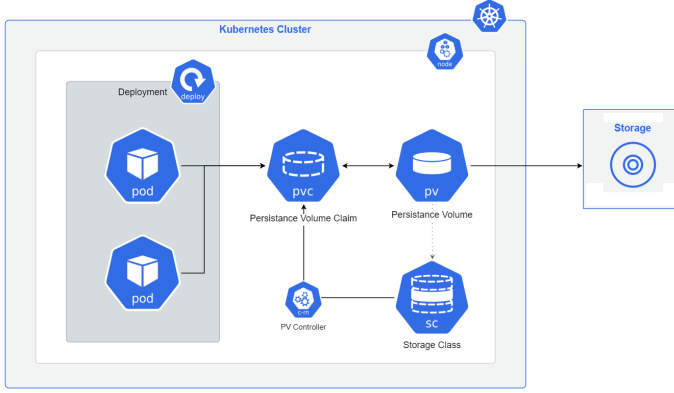 Kubernetes Cluster
node
Deployment
deploy
Storage
pod
pvc
pv
Persistance Volume Claim
Persistance Volume
pod
c-m
sc
PV Controller
Storage Class